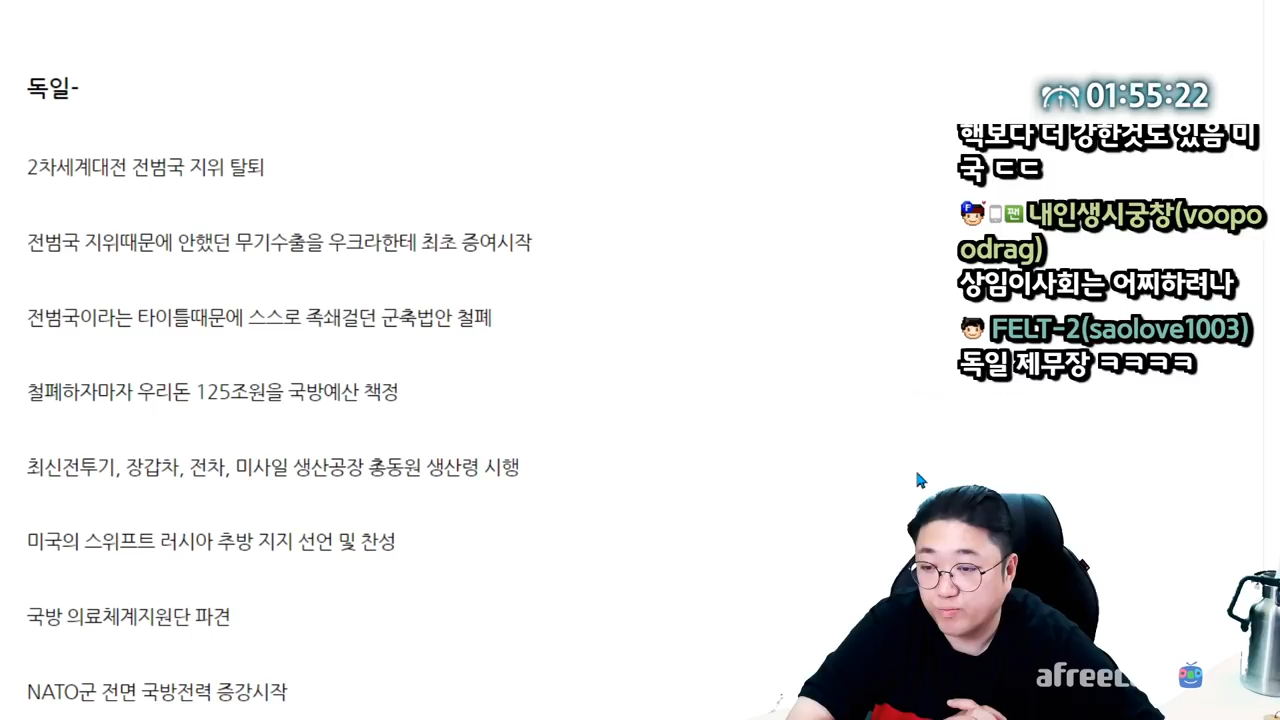 독일-
2차세계대전 전범국 지위 탈퇴
전범국 지위때문에 안했던 무기수출을 우크라한테 최초 증여시작
전범국이라는 타이틀때문에 스스로 족쇄걸던 군축법안 철폐
철폐하자마자 우리돈 125조원을 국방예산 책정
최신전투기, 장갑차, 전차, 미사일 생산공장 총동원 생산령 시행
미국의 스위프트 러시아 추방 지지 선언 및 찬성
국방 의료체계지원단 파견
NATO군 전면 국방전력 증강시작
01:55:22
핵보다 더 강한것도 있음 미
국 ㄷㄷ
팬 내인생시궁창(voopo
odrag)
상임이사회는 어찌하려나
FELT-2(saolove1003)
독일 제무장 ㅋㅋㅋㅋ